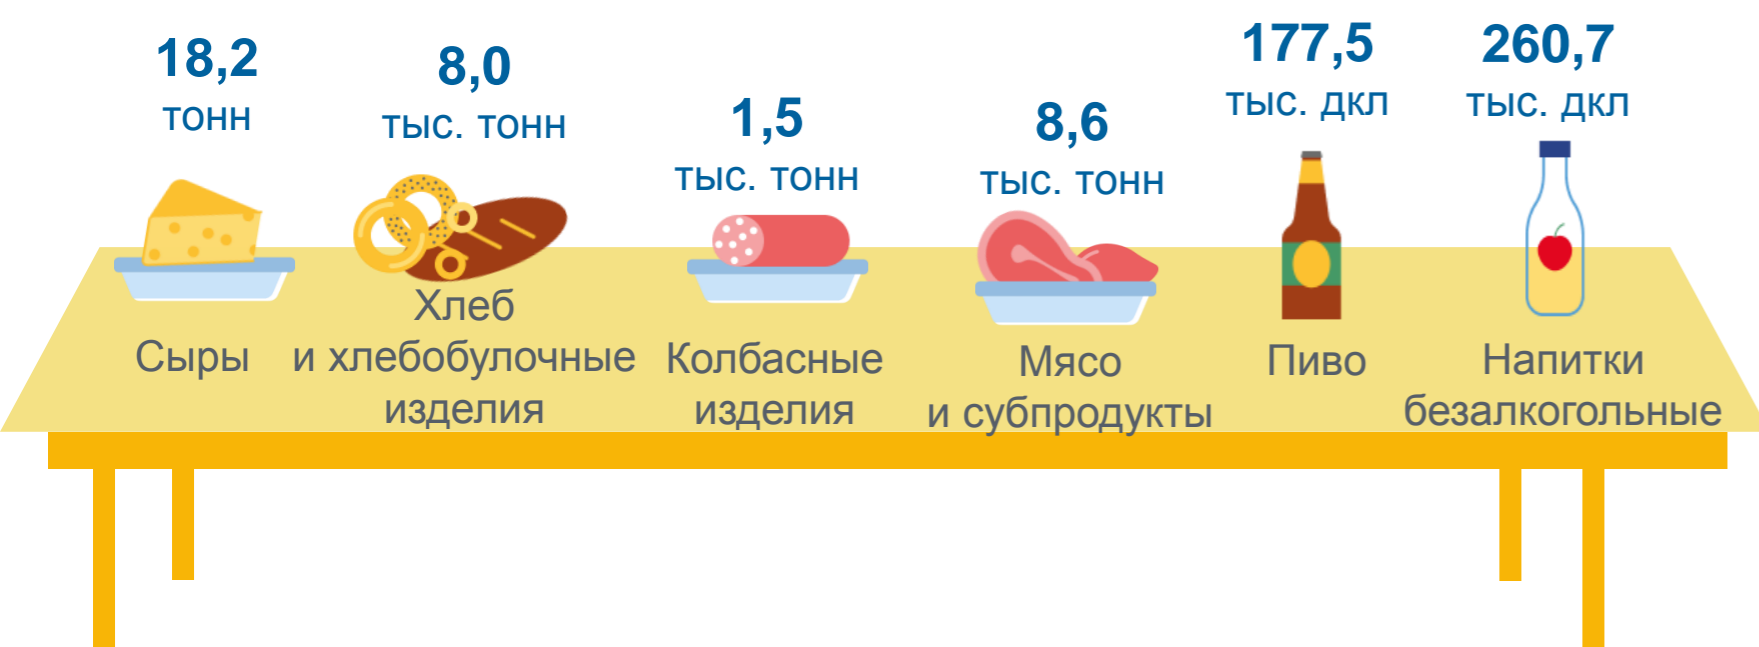 18,2
тонн
Сыры
8,0
тыс. тонн
Хлеб
и хлебобулочные
изделия
1,5
тыс. тонн
Колбасные
изделия
8,6
тыс. тонн
Мясо
и субпродукты
177,5
тыс. дкл
Пиво
260,7
тыс. дкл
Напитки
безалкогольные